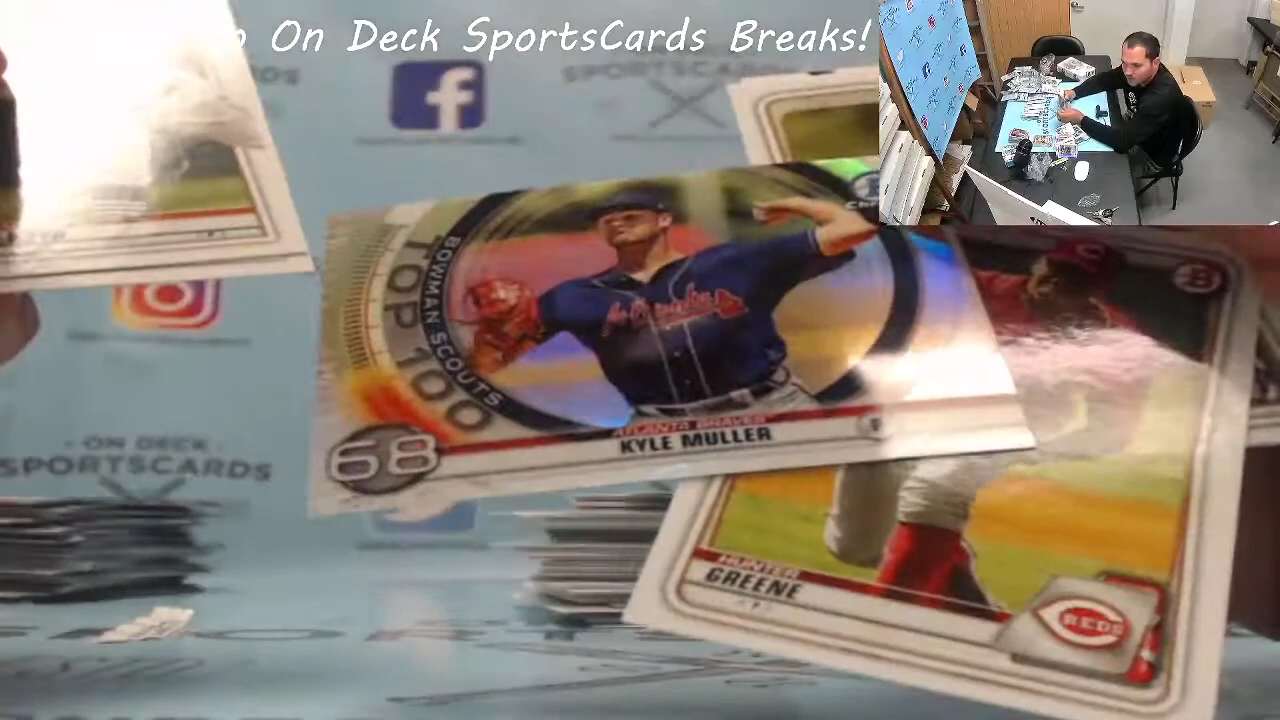 On Deck SportsCards Breaks!
SPORTSCARDS
BOWMAN SCOUTS
TOP 100
68
ATLANTA BRAVES
KYLE MULLER
P
B
HUNTER
GREENE
REDS
- ON DECK -
SPORTSCARDS